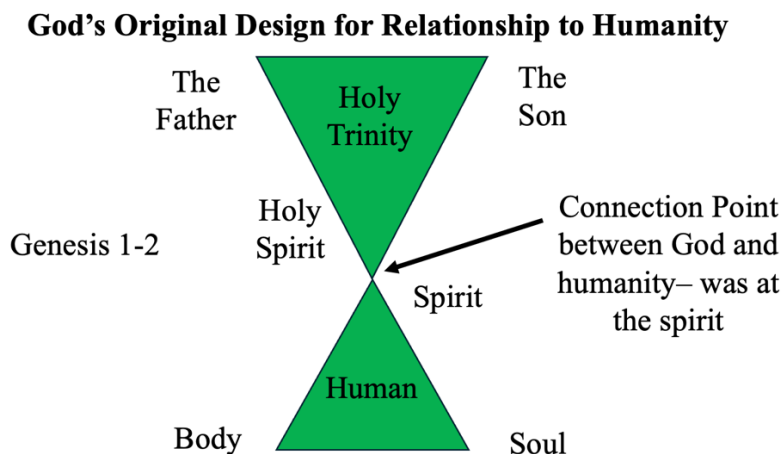 God’s Original Design for Relationship to Humanity
The
Father
Holy
Trinity
The
Son
Genesis 1-2
Holy
Spirit
Connection Point
between God and
humanity– was at
the spirit
Spirit
Human
Body
Soul